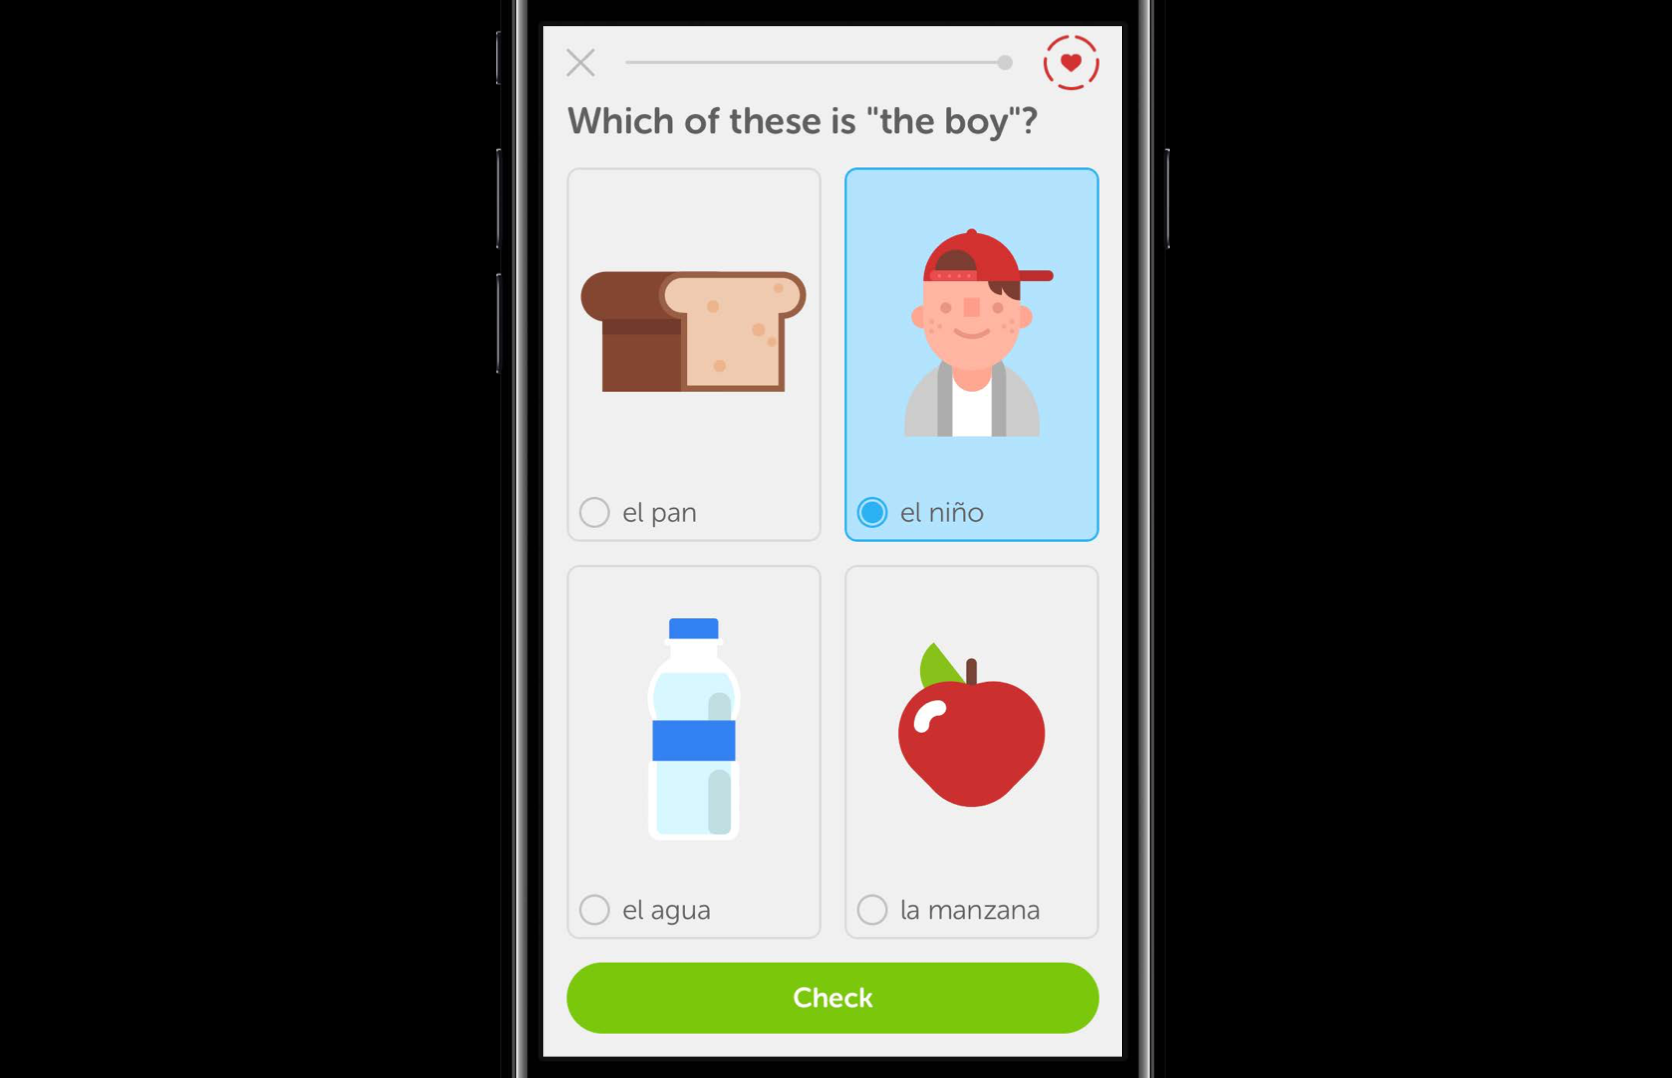 Which of these is "the boy"?
el pan
el niño
el agua
la manzana
Check